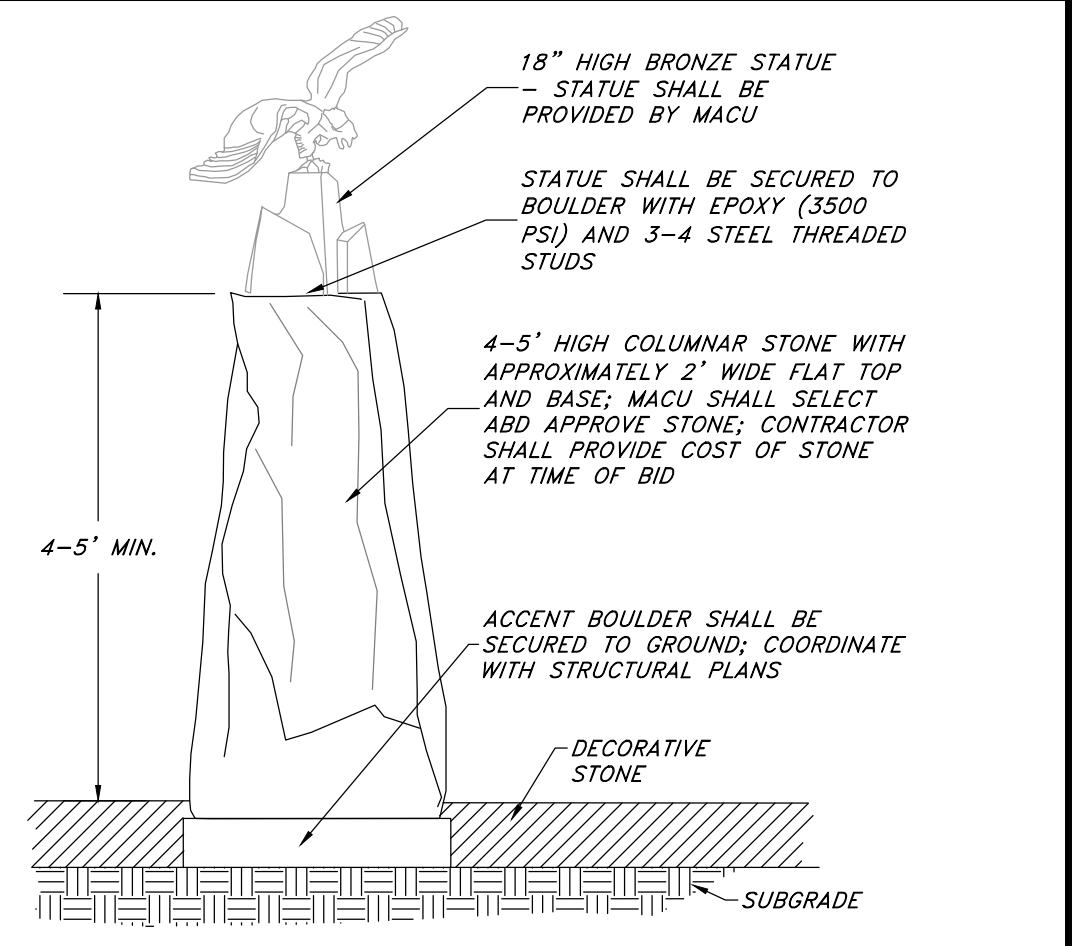 18” HIGH BRONZE STATUE
– STATUE SHALL BE
PROVIDED BY MACU
STATUE SHALL BE SECURED TO
BOULDER WITH EPOXY (3500
PSI) AND 3–4 STEEL THREADED
STUDS
4–5’ HIGH COLUMNAR STONE WITH
APPROXIMATELY 2’ WIDE FLAT TOP
AND BASE; MACU SHALL SELECT
ABD APPROVE STONE; CONTRACTOR
SHALL PROVIDE COST OF STONE
AT TIME OF BID
4–5’ MIN.
ACCENT BOULDER SHALL BE
SECURED TO GROUND; COORDINATE
WITH STRUCTURAL PLANS
DECORATIVE
STONE
SUBGRADE